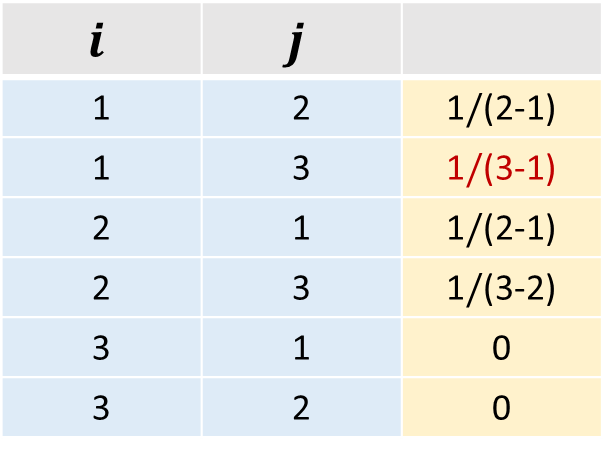 i j
1 2 1/(2-1)
1 3 1/(3-1)
2 1 1/(2-1)
2 3 1/(3-2)
3 1 0
3 2 0